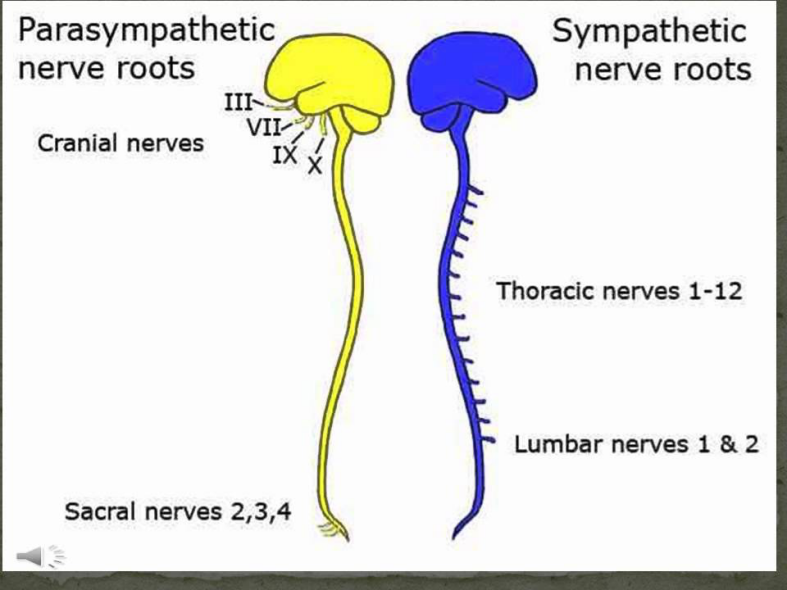 Parasympathetic
nerve roots
Sympathetic
nerve roots
III
VII
IX
X
Cranial nerves
Thoracic nerves 1-12
Lumbar nerves 1 & 2
Sacral nerves 2,3,4